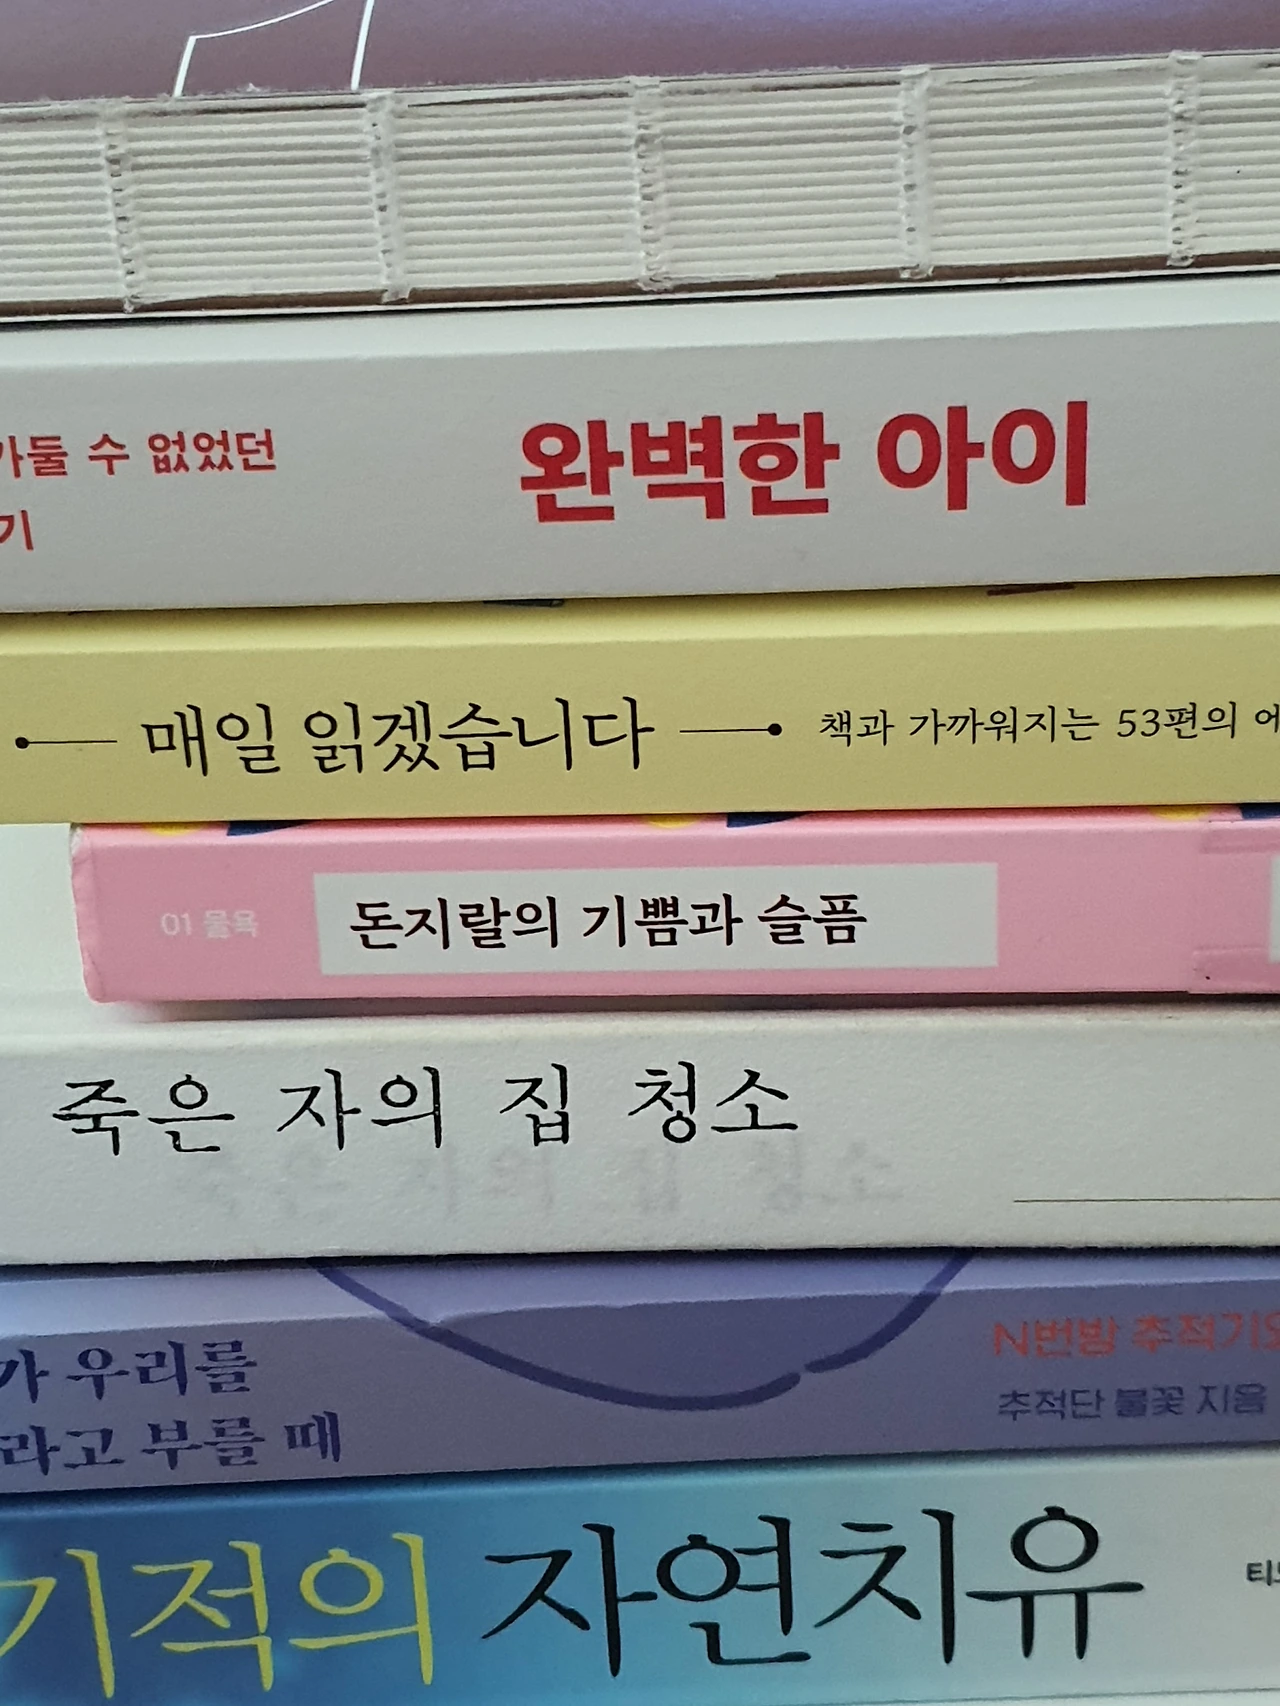 가둘 수 없었던
기
완벽한 아이
매일 읽겠습니다
책과 가까워지는 53편의 에
01 물욕
돈지랄의 기쁨과 슬픔
죽은 자의 집 청소
가 우리를
라고 부를 때
N번방 추적기와
추적단 불꽃 지음
기적의 자연치유